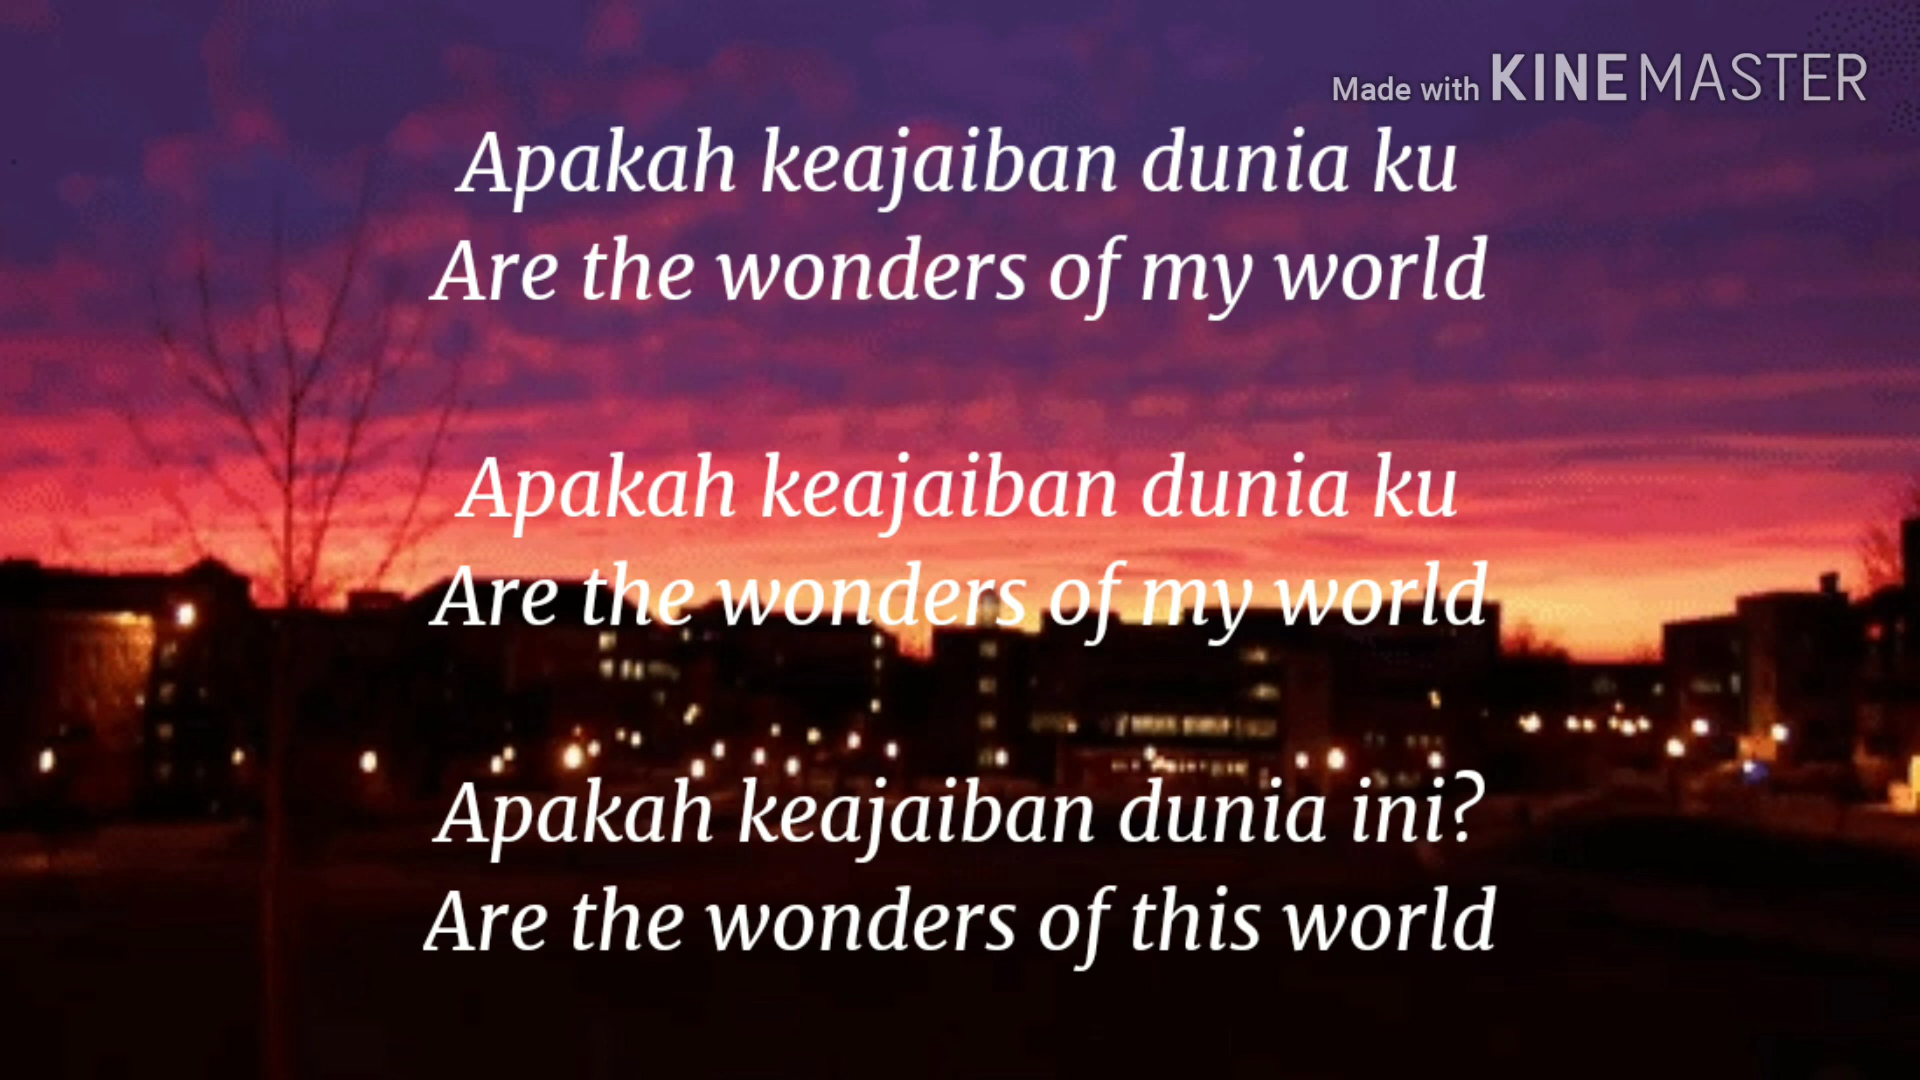 Made with KINEMASTER
Apakah keajaiban dunia ku
Are the wonders of my world
Apakah keajaiban dunia ku
Are the wonders of my world
Apakah keajaiban dunia ini?
Are the wonders of this world